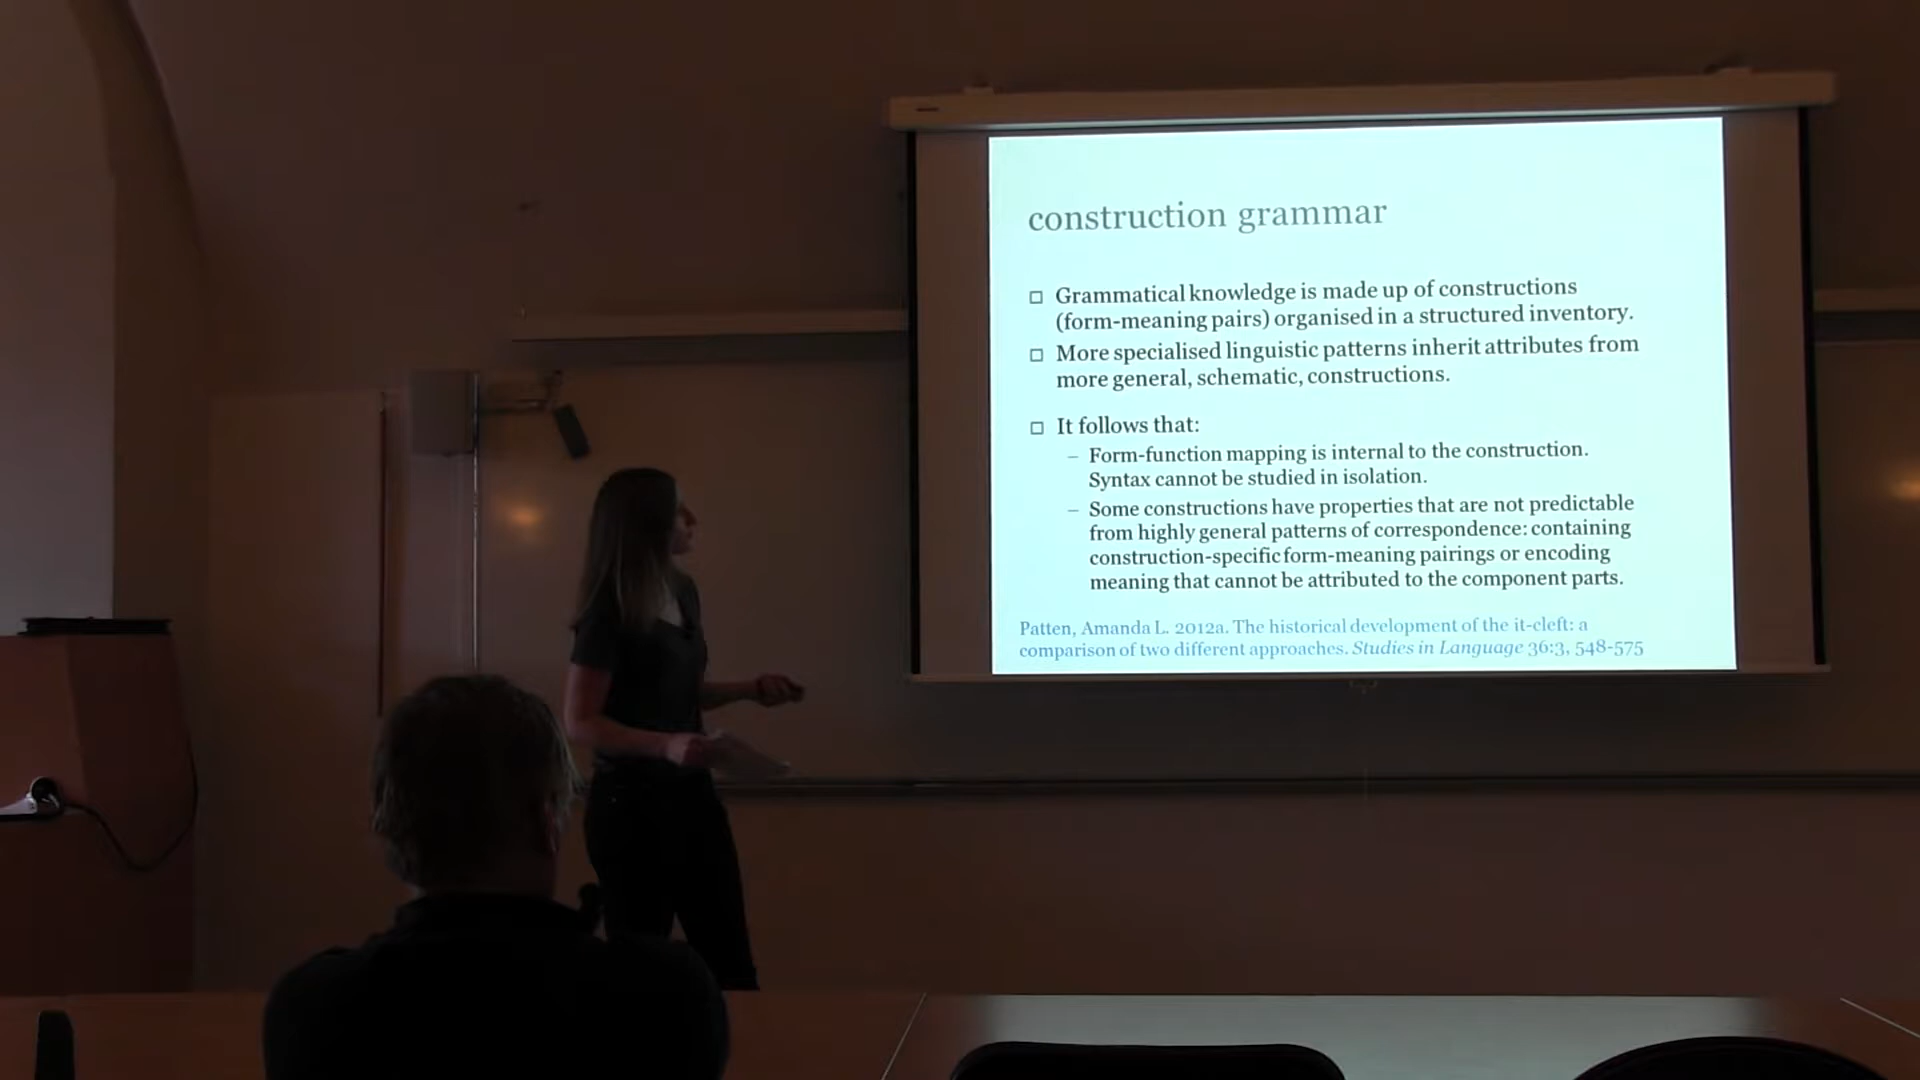 construction grammar
□ Grammatical knowledge is made up of constructions
(form-meaning pairs) organised in a structured inventory.
□ More specialised linguistic patterns inherit attributes from
more general, schematic, constructions.
□ It follows that:
– Form-function mapping is internal to the construction.
Syntax cannot be studied in isolation.
– Some constructions have properties that are not predictable
from highly general patterns of correspondence: containing
construction-specific form-meaning pairings or encoding
meaning that cannot be attributed to the component parts.
Patten, Amanda L. 2012a. The historical development of the it-cleft: a
comparison of two different approaches. Studies in Language 36:3, 548-575